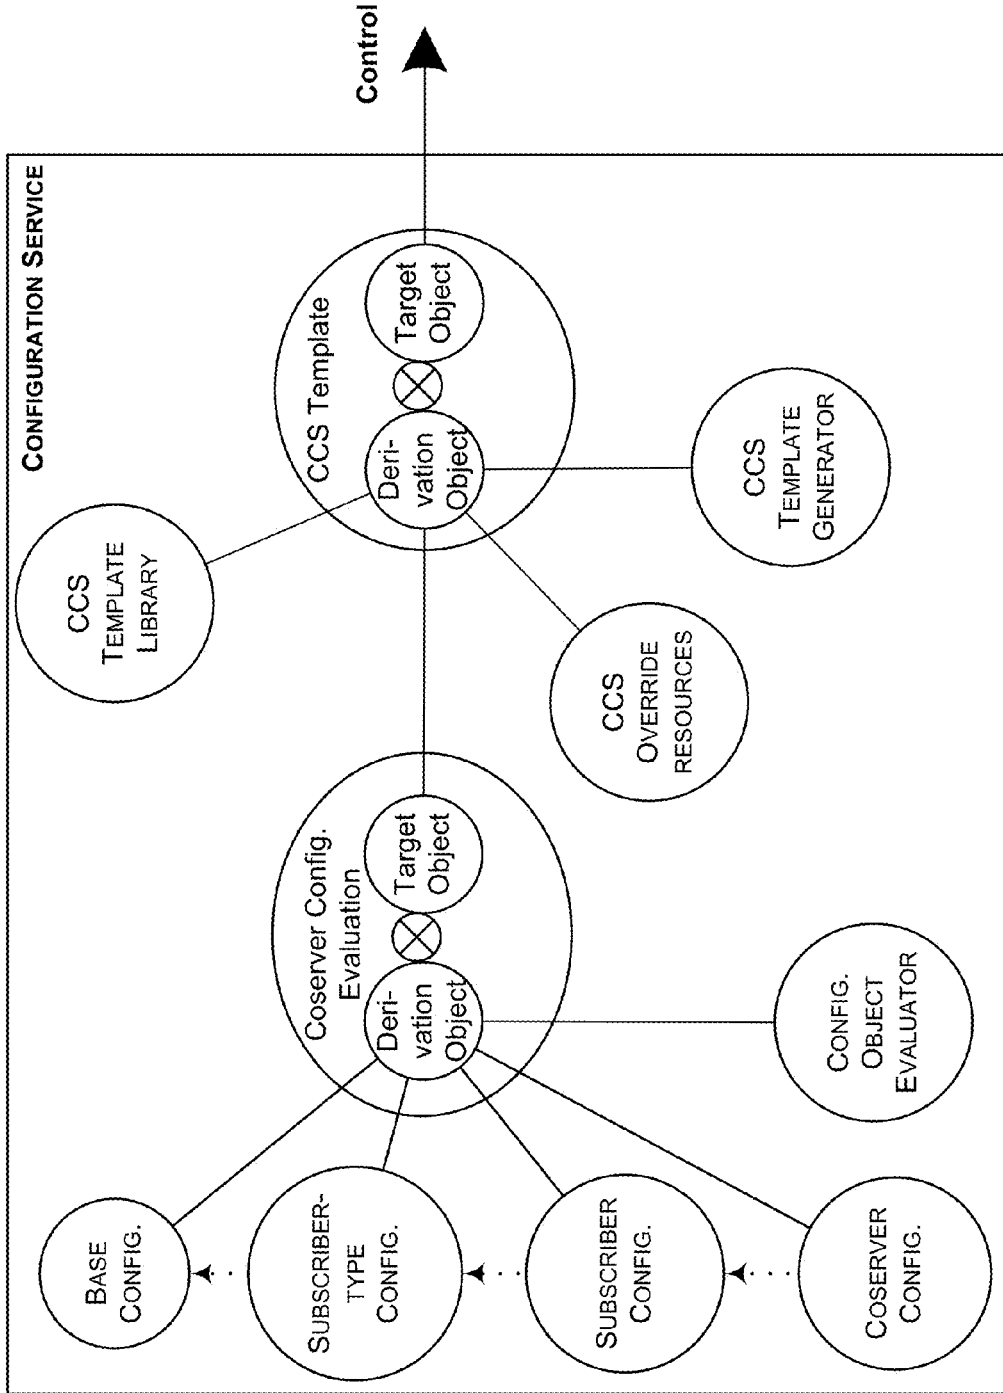 CONFIGURATION SERVICE
Control
CCS
TEMPLATE
LIBRARY
CCS Template
Deri-
vation
Object
Target
Object
CCS
OVERRIDE
RESOURCES
CCS
TEMPLATE
GENERATOR
Coserver Config.
Evaluation
Deri-
vation
Object
Target
Object
CONFIG.
OBJECT
EVALUATOR
BASE
CONFIG.
SUBSCRIBER-
TYPE
CONFIG.
SUBSCRIBER
CONFIG.
COSERVER
CONFIG.